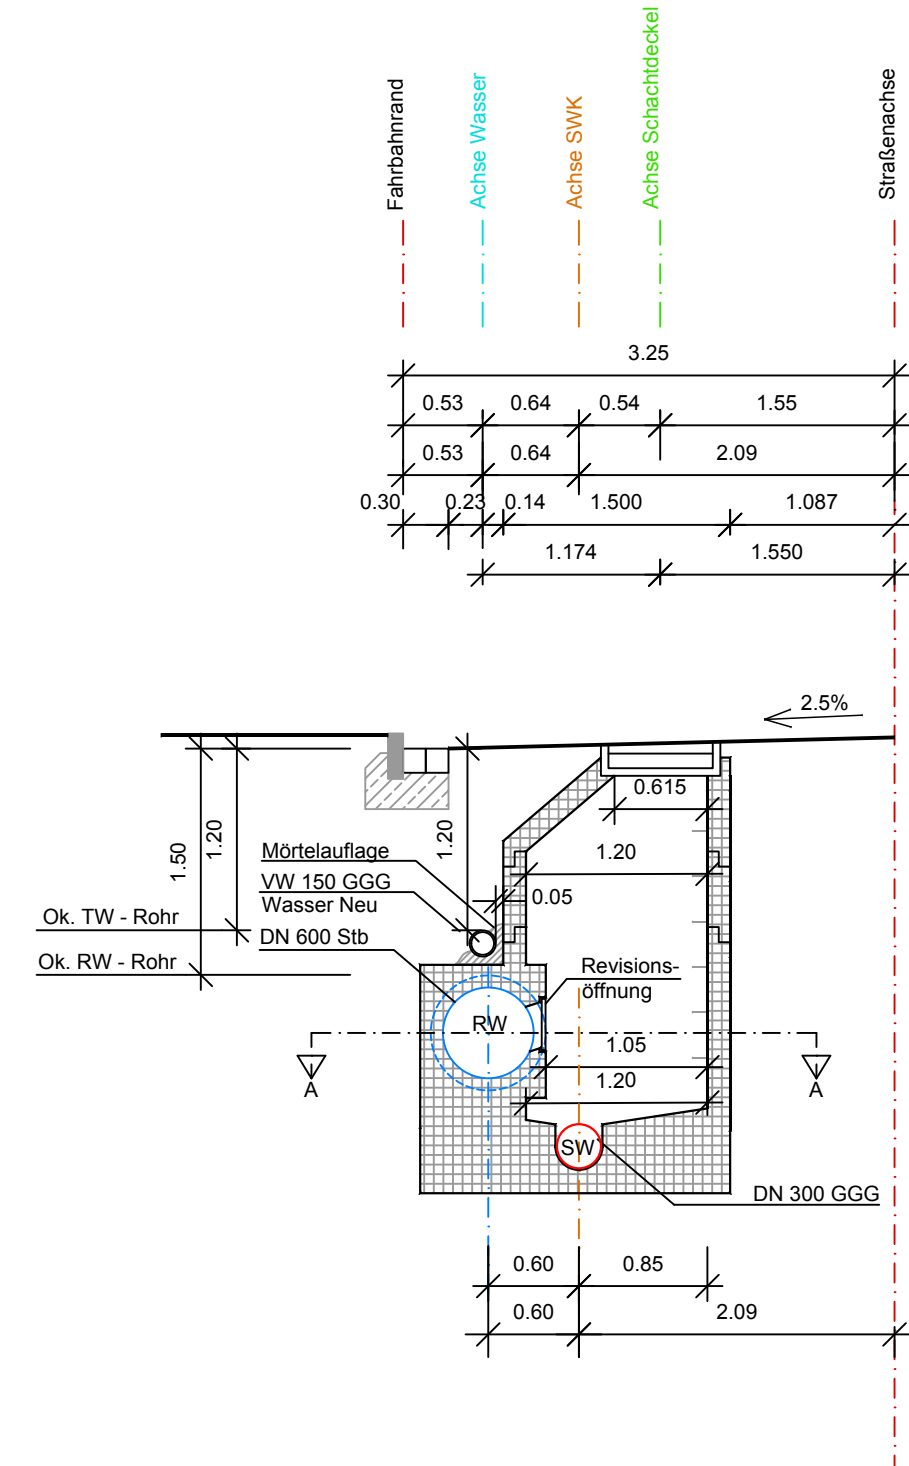 Fahrbahnrand
Achse Wasser
Achse SWK
Achse Schachtdeckel
Straßenachse
3.25
0.53
0.64
0.54
1.55
0.53
0.64
2.09
0.30
0.23
0.14
1.500
1.087
1.174
1.550
2.5%
0.615
1.20
1.50
1.20
1.20
Mörtelauflage
VW 150 GGG
Wasser Neu
0.05
Ok. TW - Rohr
DN 600 Stb
Ok. RW - Rohr
Revisions-
öffnung
RW
1.05
1.20
A
A
SW
DN 300 GGG
0.60
0.85
0.60
2.09